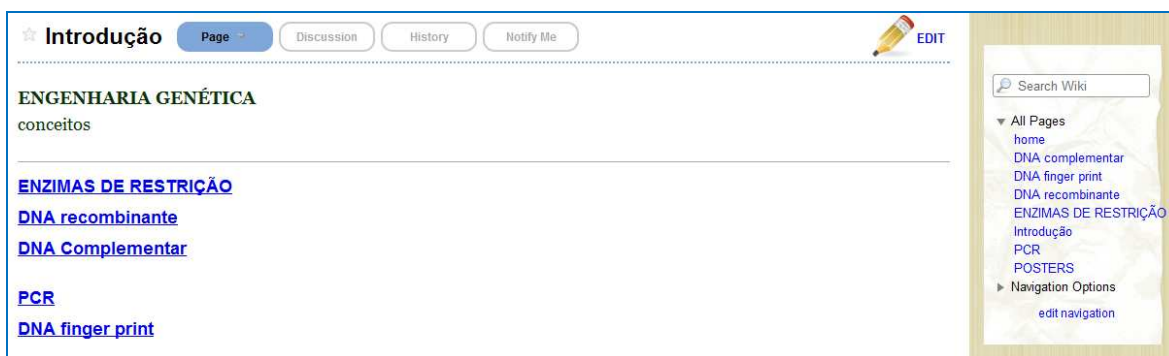 Introdução Page Discussion History Notify Me EDIT
ENGENHARIA GENÉTICA
conceitos
ENZIMAS DE RESTRIÇÃO
DNA recombinante
DNA Complementar
PCR
DNA finger print
Search Wiki
All Pages
home
DNA complementar
DNA finger print
DNA recombinante
ENZIMAS DE RESTRIÇÃO
Introdução
PCR
POSTERS
Navigation Options
edit navigation